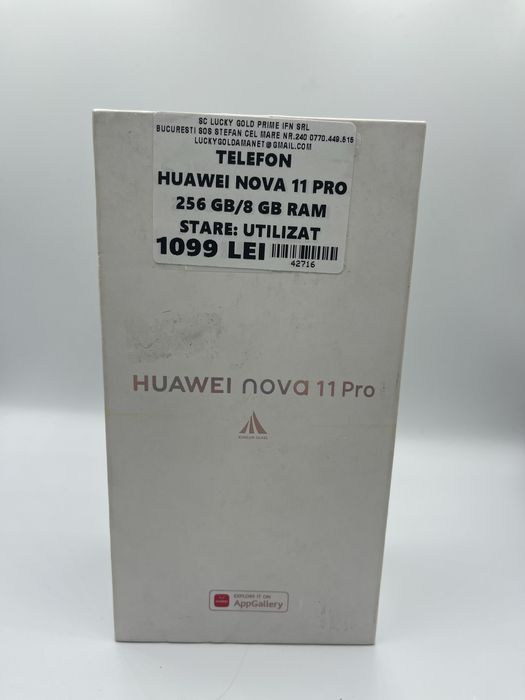 SC LUCKY GOLD PRIME IFN SRL
BUCURESTI SOS STEFAN CEL MARE NR.240 0770.449.515
LUCKYGOLDAMANET@GMAIL.COM
TELEFON
HUAWEI NOVA 11 PRO
256 GB/8 GB RAM
STARE: UTILIZAT
1099 LEI
42716
HUAWEI nova 11 Pro
KUNLUN GLASS
EXPLORE IT ON
AppGallery